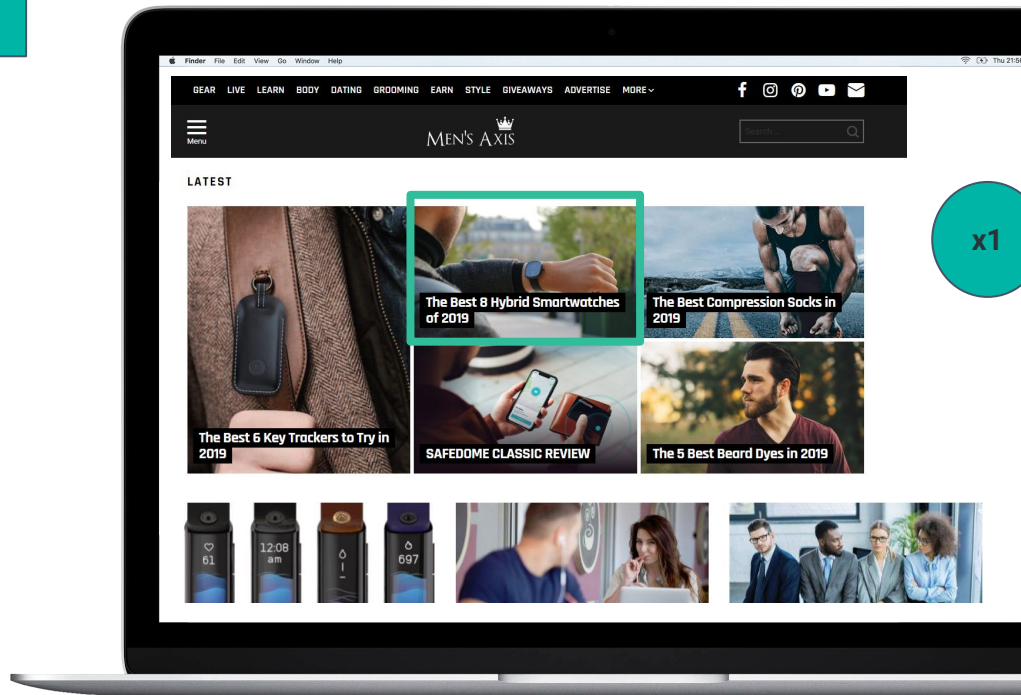 Finder File Edit View Go Window Help
Thu 21:56
GEAR LIVE LEARN BODY DATING GROOMING EARN STYLE GIVEAWAYS ADVERTISE MORE
Menu
MEN'S AXIS
Search ...
LATEST
The Best 6 Key Trackers to Try in
2019
The Best 8 Hybrid Smartwatches
of 2019
The Best Compression Socks in
2019
SAFEDOME CLASSIC REVIEW
The 5 Best Beard Dyes in 2019
x1
61
12:08
am
697